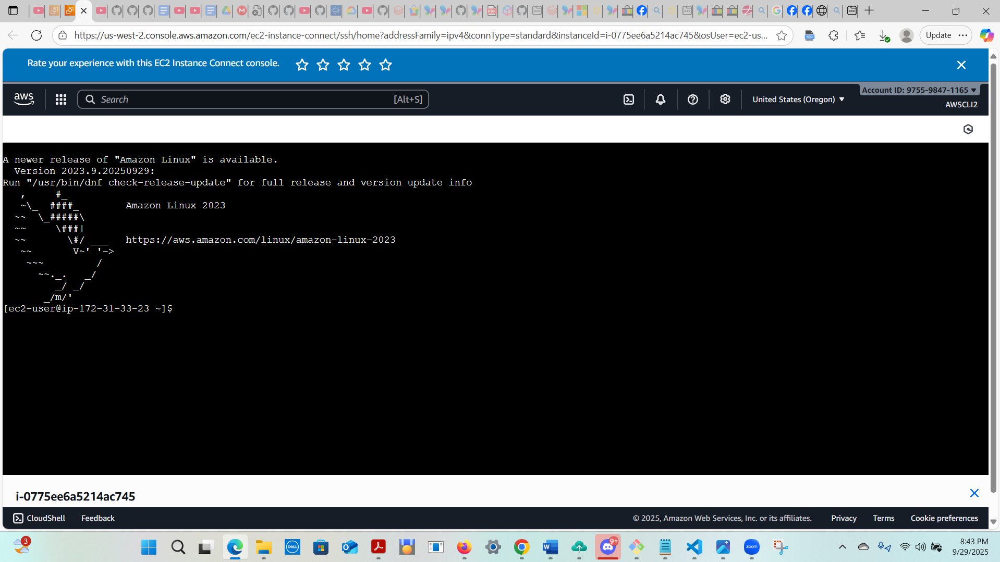 https://us-west-2.console.aws.amazon.com/ec2-instance-connect/ssh/home?addressFamily=ipv4&connType=standard&instanceId=i-0775ee6a5214ac745&osUser=ec2-us...
Update
Rate your experience with this EC2 Instance Connect console.
aws
Search
[Alt+S]
United States (Oregon)
Account ID: 9755-9847-1165
AWSCLI2
A newer release of "Amazon Linux" is available.
  Version 2023.9.20250929:
Run "/usr/bin/dnf check-release-update" for full release and version update info
   ,     #_
   ~\_  ####_        Amazon Linux 2023
  ~~  \_#####\
  ~~     \###|
  ~~       \#/ ___   https://aws.amazon.com/linux/amazon-linux-2023
   ~~       V~' '->
    ~~~         /
      ~~._.   _/
         _/ _/
       _/m/'
[ec2-user@ip-172-31-33-23 ~]$
i-0775ee6a5214ac745
CloudShell
Feedback
© 2025, Amazon Web Services, Inc. or its affiliates.
Privacy
Terms
Cookie preferences
3
DELL
9+
zoom
8:43 PM
9/29/2025